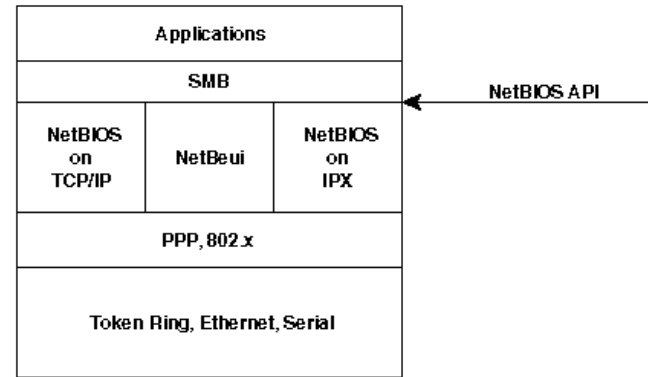 Applications
SMB
NetBIOS API
NetBIOS
on
TCP/IP
NetBeui
NetBIOS
on
IPX
PPP, 802.x
Token Ring, Ethernet, Serial